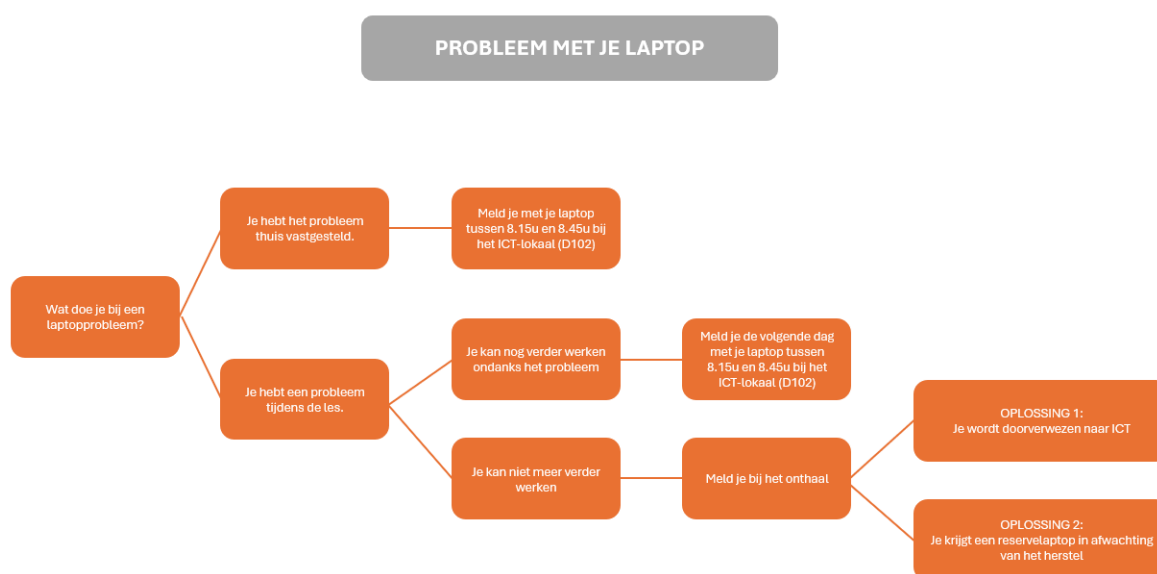 PROBLEEM MET JE LAPTOP
Wat doe je bij een
laptopprobleem?
Je hebt het probleem
thuis vastgesteld.
Meld je met je laptop
tussen 8.15u en 8.45u bij
het ICT-lokaal (D102)
Je hebt een probleem
tijdens de les.
Je kan nog verder werken
ondanks het probleem
Meld je de volgende dag
met je laptop tussen
8.15u en 8.45u bij het
ICT-lokaal (D102)
Je kan niet meer verder
werken
Meld je bij het onthaal
OPLOSSING 1:
Je wordt doorverwezen naar ICT
OPLOSSING 2:
Je krijgt een reservelaptop in afwachting
van het herstel